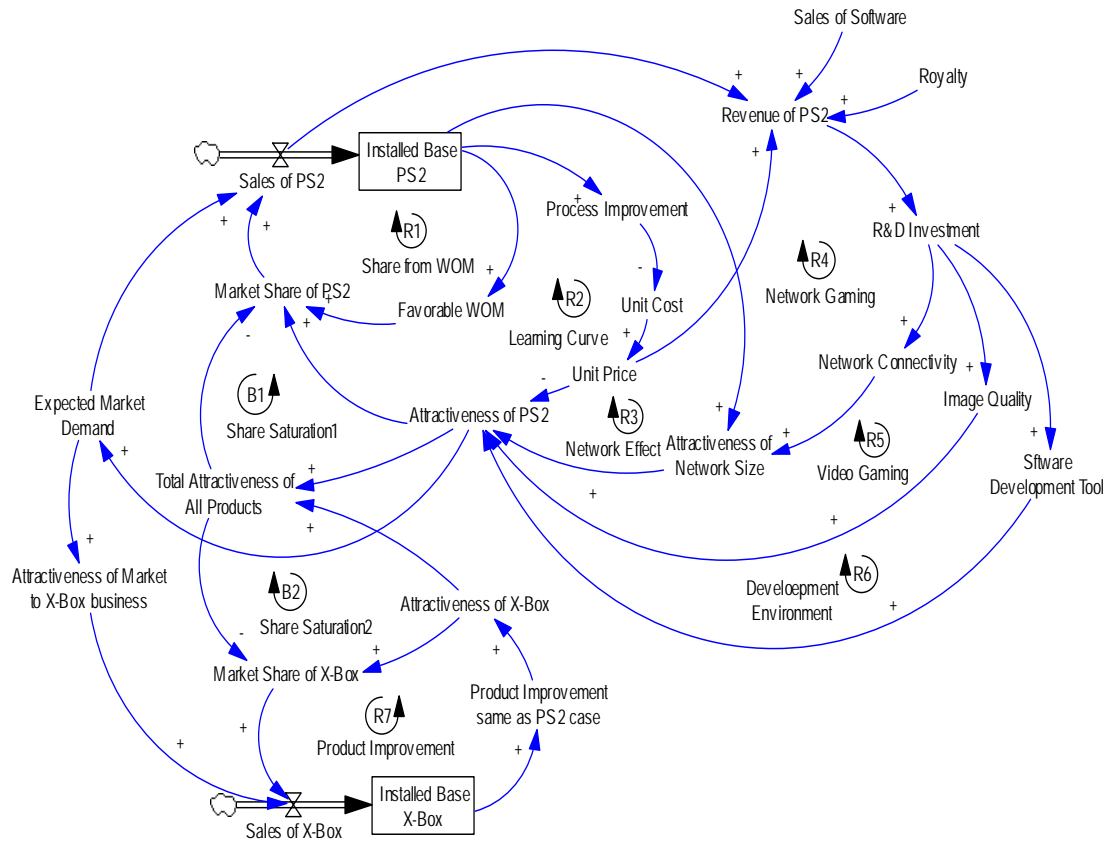 Sales of Software
Royalty
Revenue of PS2
Installed Base
PS2
Sales of PS2
Process Improvement
R&D Investment
R1
Share from WOM
R4
Network Gaming
Market Share of PS2
Favorable WOM
R2
Learning Curve
Unit Cost
Unit Price
Network Connectivity
Image Quality
Expected Market
Demand
B1
Share Saturation1
Attractiveness of PS2
R3
Network Effect
Attractiveness of
Network Size
R5
Video Gaming
Sftware
Development Tool
Total Attractiveness of
All Products
Attractiveness of Market
to X-Box business
B2
Share Saturation2
Attractiveness of X-Box
R6
Develoepment
Environment
Market Share of X-Box
Product Improvement
same as PS2 case
R7
Product Improvement
Installed Base
X-Box
Sales of X-Box